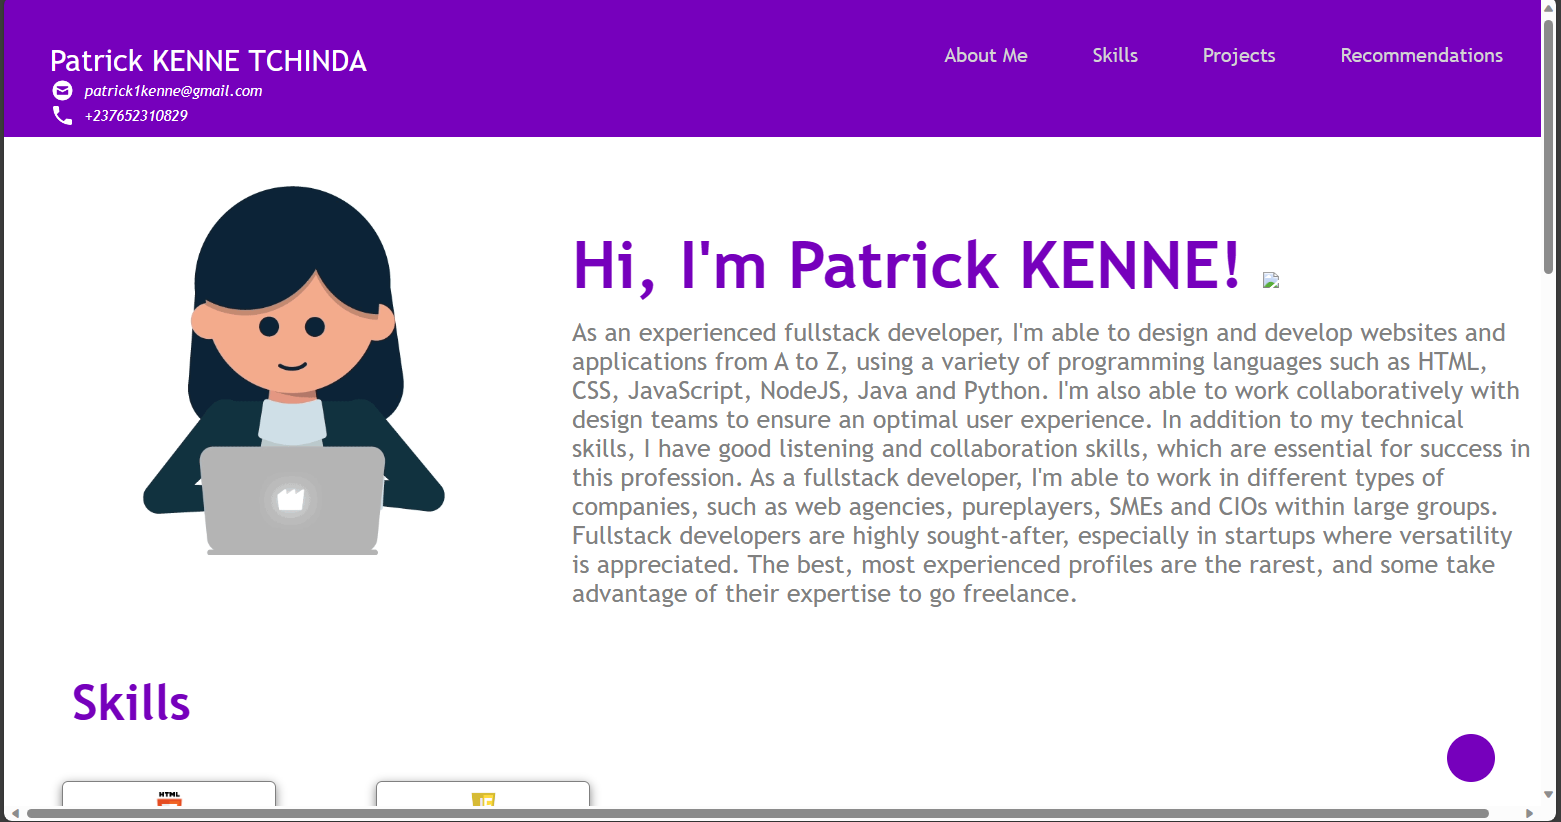 Patrick KENNE TCHINDA
patrick1kenne@gmail.com
+237652310829
About Me
Skills
Projects
Recommendations
Hi, I'm Patrick KENNE!
As an experienced fullstack developer, I'm able to design and develop websites and
applications from A to Z, using a variety of programming languages such as HTML,
CSS, JavaScript, NodeJS, Java and Python. I'm also able to work collaboratively with
design teams to ensure an optimal user experience. In addition to my technical
skills, I have good listening and collaboration skills, which are essential for success in
this profession. As a fullstack developer, I'm able to work in different types of
companies, such as web agencies, pureplayers, SMEs and CIOs within large groups.
Fullstack developers are highly sought-after, especially in startups where versatility
is appreciated. The best, most experienced profiles are the rarest, and some take
advantage of their expertise to go freelance.
Skills
HTML